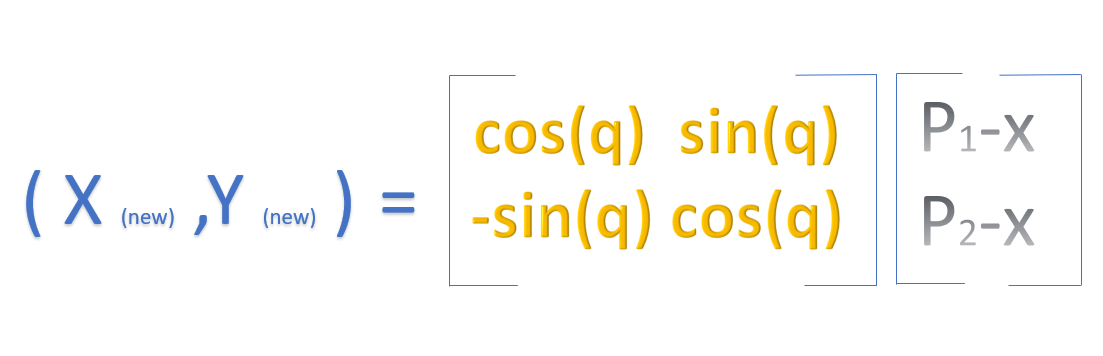 ( X (new) ,Y (new) ) =
cos(q) sin(q)
-sin(q) cos(q)
P1-x
P2-x